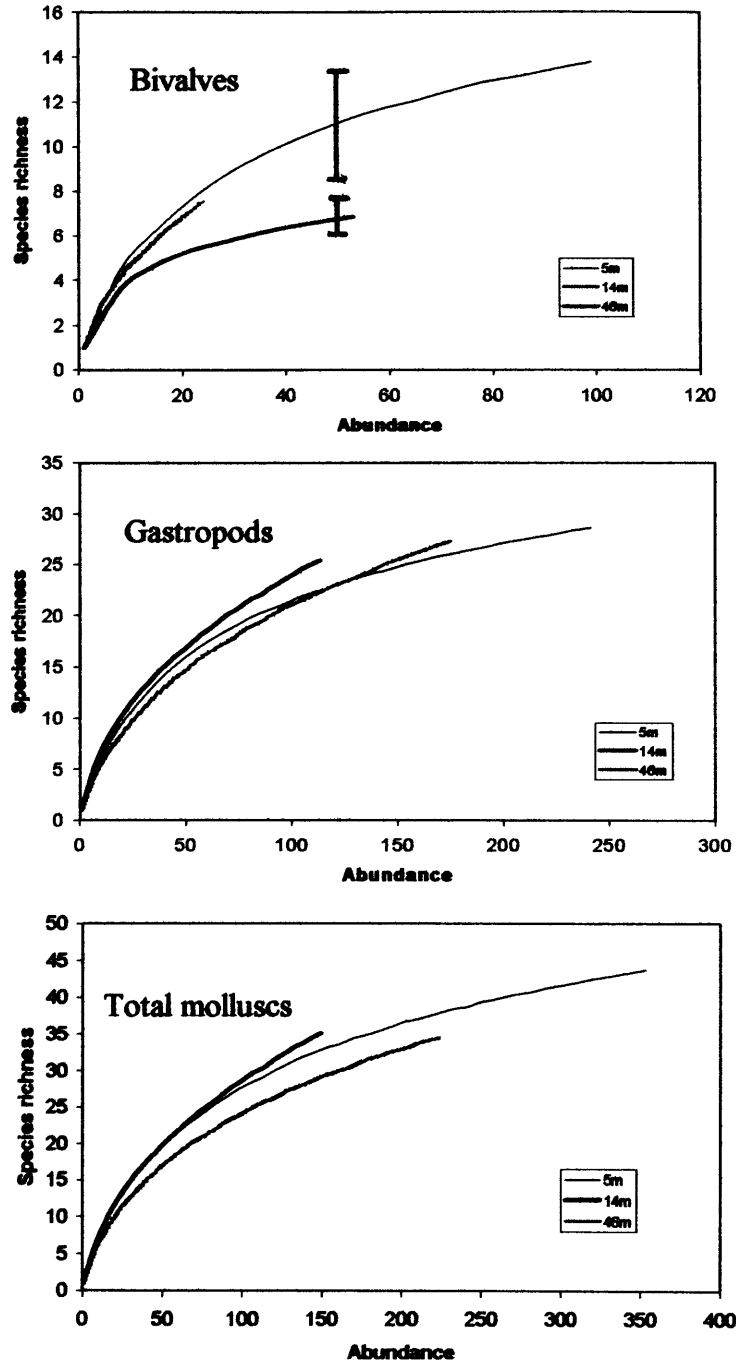 16
14
12
10
8
6
4
2
0
Species richness
Bivalves
5m
14m
46m
0 20 40 60 80 100 120
Abundance
35
30
25
20
15
10
5
0
Species richness
Gastropods
5m
14m
46m
0 50 100 150 200 250 300
Abundance
50
45
40
35
30
25
20
15
10
5
0
Species richness
Total molluscs
5m
14m
46m
0 50 100 150 200 250 300 350 400
Abundance